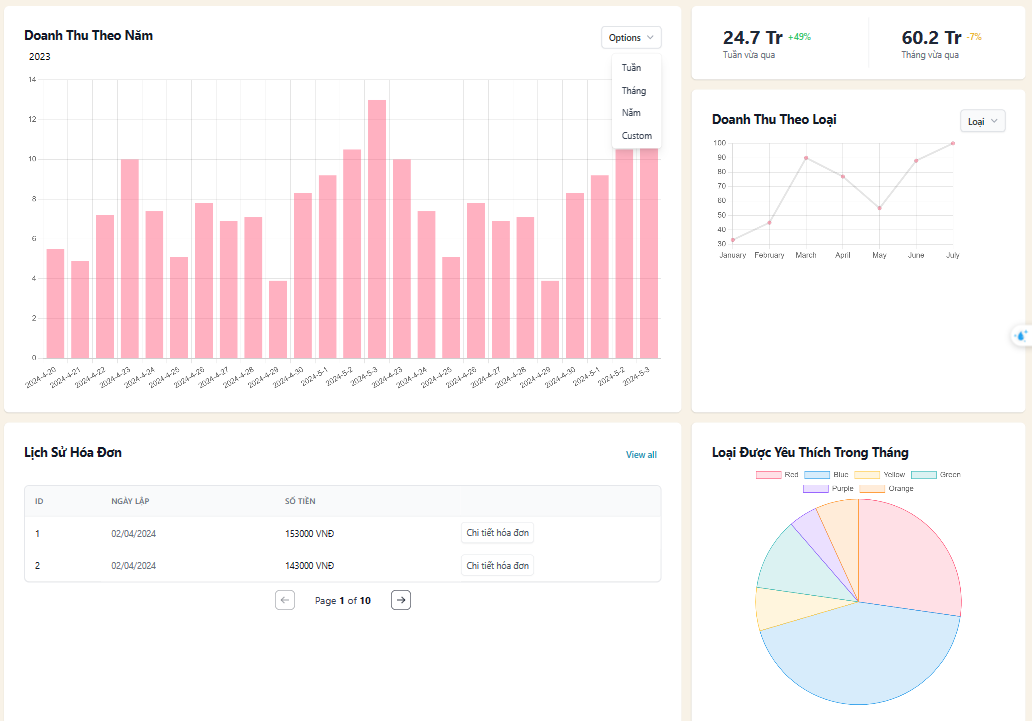 Doanh Thu Theo Năm
Options
2023
Tuần
Tháng
Năm
Custom
14
12
10
8
6
4
2
0
2024-4-20 2024-4-21 2024-4-22 2024-4-23 2024-4-24 2024-4-25 2024-4-26 2024-4-27 2024-4-28 2024-4-29 2024-4-30 2024-5-1 2024-5-2 2024-5-3 2024-4-23 2024-4-24 2024-4-25 2024-4-26 2024-4-27 2024-4-28 2024-4-29 2024-4-30 2024-5-1 2024-5-2 2024-5-3
24.7 Tr +49% 60.2 Tr -7%
Tuần vừa qua Tháng vừa qua
Doanh Thu Theo Loại
Loại
100
90
80
70
60
50
40
30
January February March April May June July
Lịch Sử Hóa Đơn
View all
ID NGÀY LẬP SỐ TIỀN
1 02/04/2024 153000 VNĐ Chi tiết hóa đơn
2 02/04/2024 143000 VNĐ Chi tiết hóa đơn
Page 1 of 10
Loại Được Yêu Thích Trong Tháng
Red Blue Yellow Green
Purple Orange